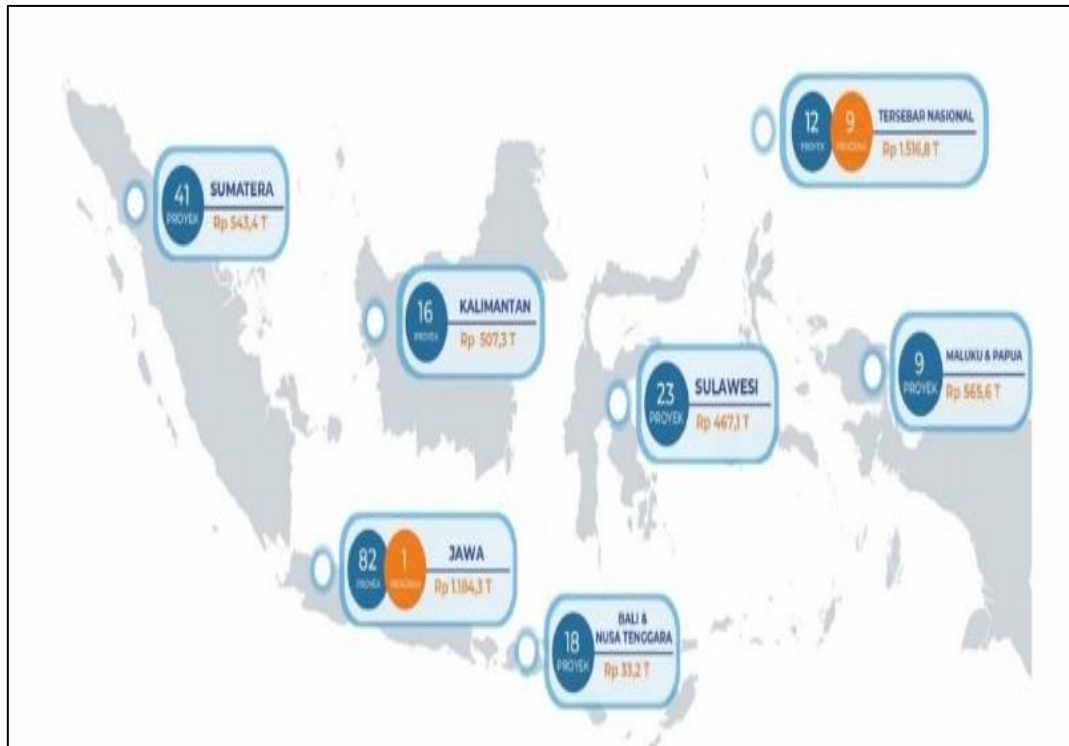 12
PROYEK
9
PROGRAM
TERSEBAR NASIONAL
Rp 1.516,8 T
41
PROYEK
SUMATERA
Rp 543,4 T
16
PROYEK
KALIMANTAN
Rp 507,3 T
9
PROYEK
MALUKU & PAPUA
Rp 565,6 T
23
PROYEK
SULAWESI
Rp 467,1 T
82
PROYEK
1
PROGRAM
JAWA
Rp 1.184,3 T
18
PROYEK
BALI &
NUSA TENGGARA
Rp 33,2 T